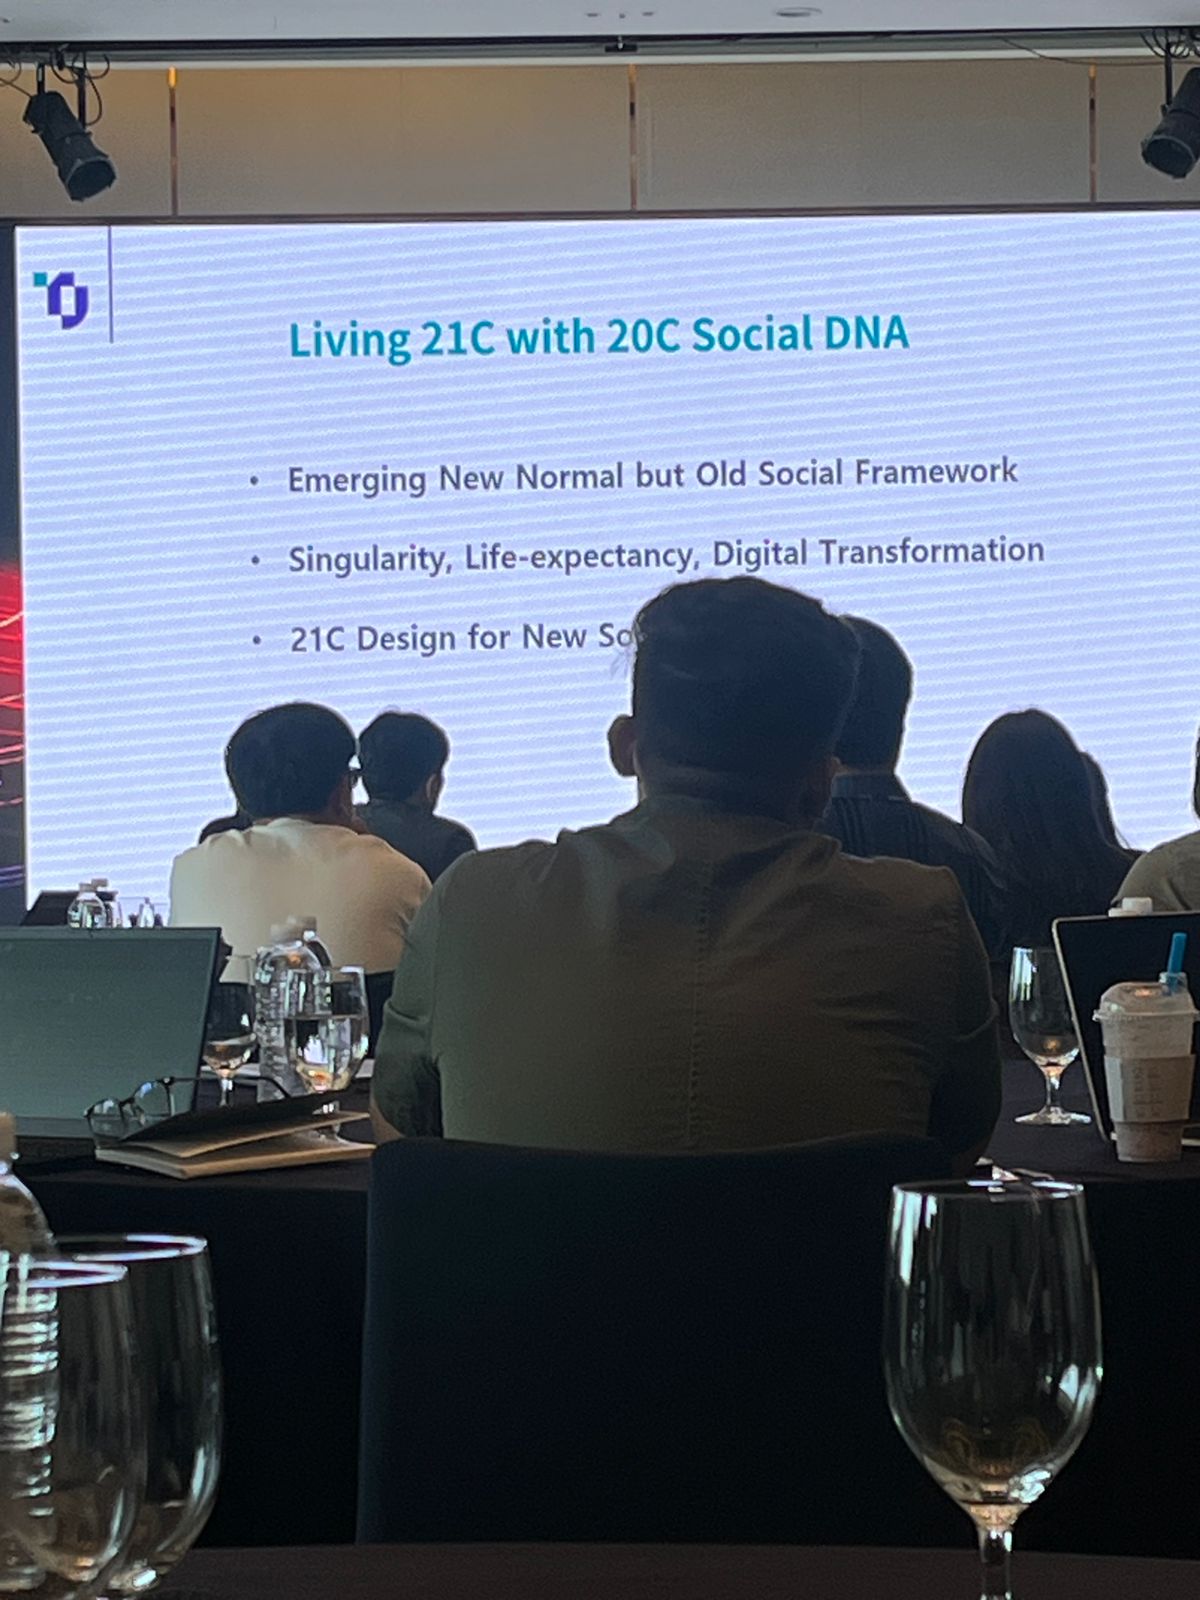 Living 21C with 20C Social DNA
• Emerging New Normal but Old Social Framework
• Singularity, Life-expectancy, Digital Transformation
• 21C Design for New